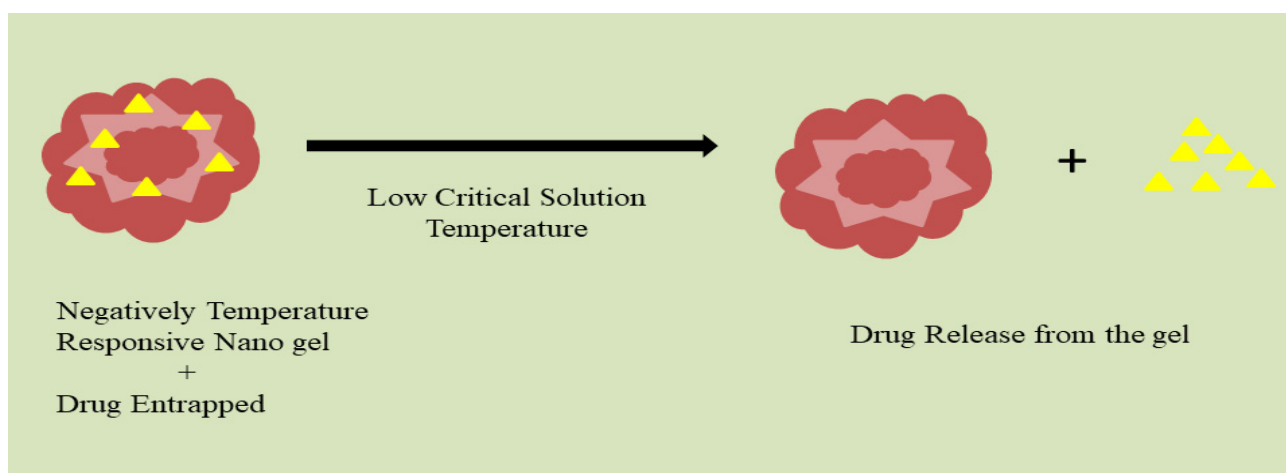 Low Critical Solution
Temperature
+
Negatively Temperature
Responsive Nano gel
+
Drug Entrapped
Drug Release from the gel